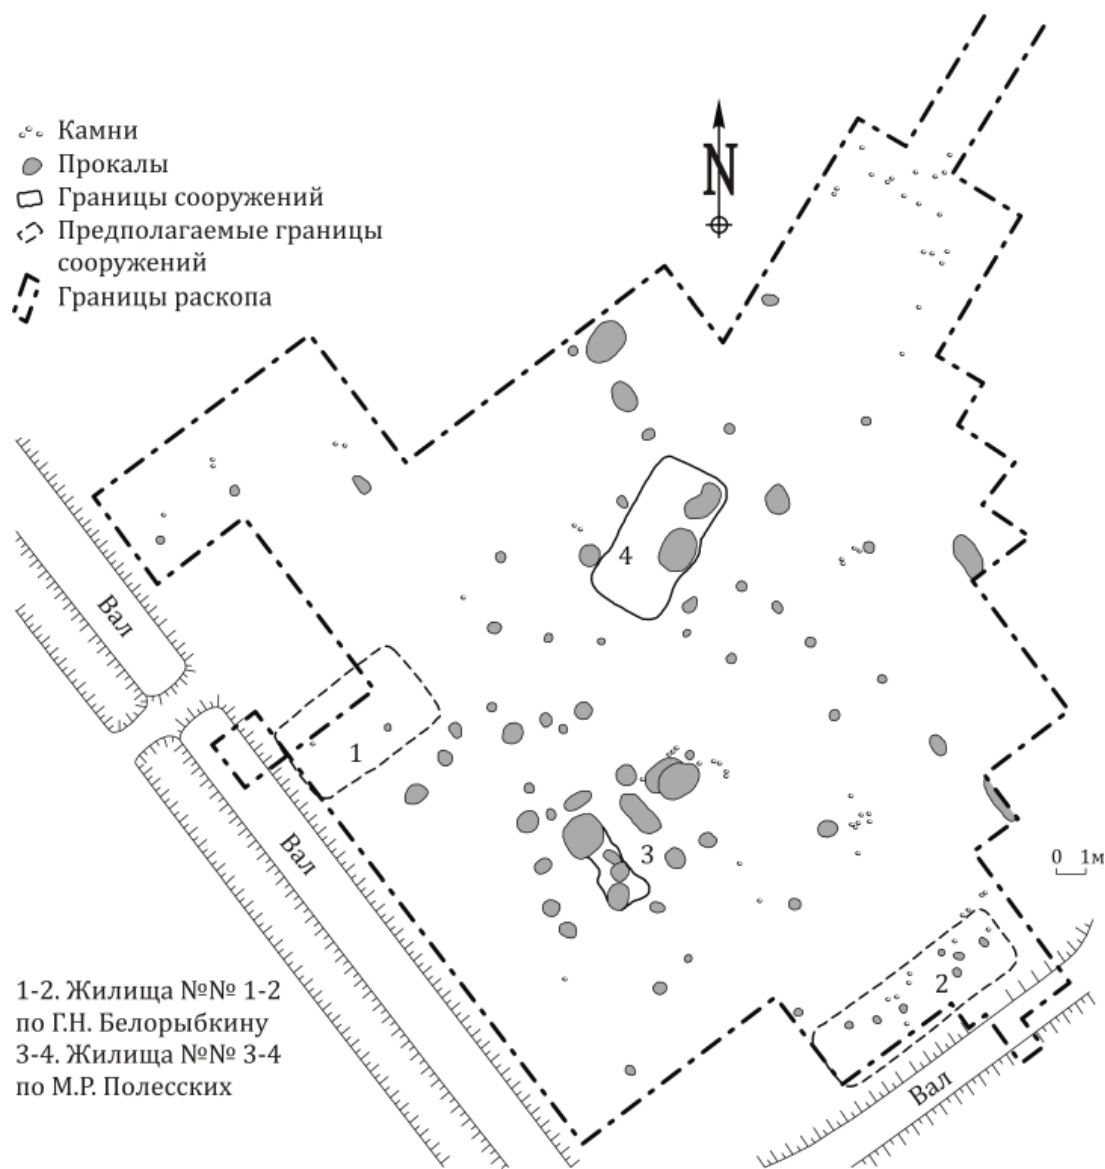 N
Камни
Прокалы
Границы сооружений
Предполагаемые границы
сооружений
Границы раскопа
4
Вал
1
Вал
3
0 1м
2
Вал
1-2. Жилища №№ 1-2
по Г.Н. Белорыбкину
3-4. Жилища №№ 3-4
по М.Р. Полесских